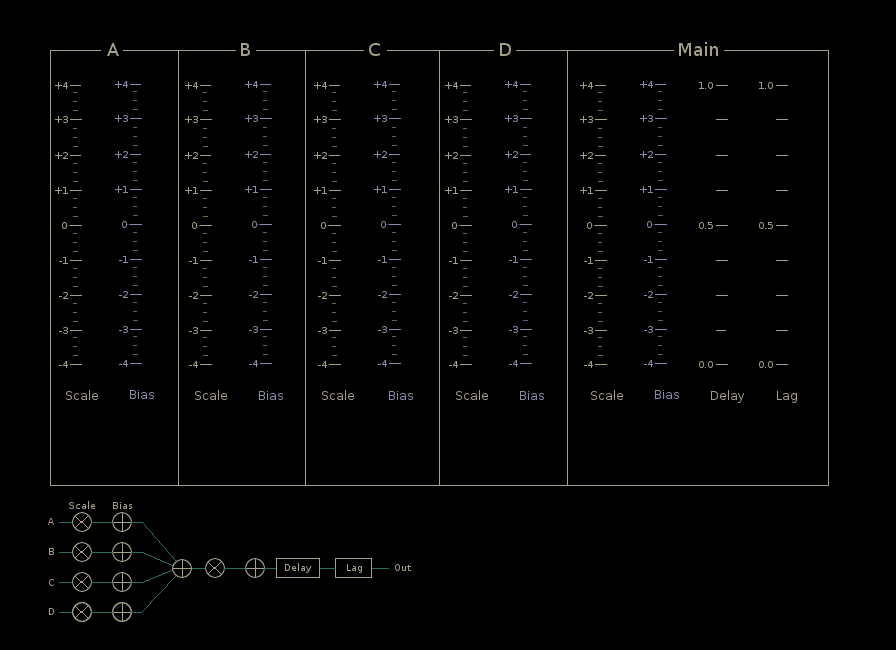 A B C D Main
+4 +4 +4 +4 +4 +4 +4 +4 +4 +4 1.0 1.0
+3 +3 +3 +3 +3 +3 +3 +3 +3 +3
+2 +2 +2 +2 +2 +2 +2 +2 +2 +2
+1 +1 +1 +1 +1 +1 +1 +1 +1 +1
0 0 0 0 0 0 0 0 0 0 0.5 0.5
-1 -1 -1 -1 -1 -1 -1 -1 -1 -1
-2 -2 -2 -2 -2 -2 -2 -2 -2 -2
-3 -3 -3 -3 -3 -3 -3 -3 -3 -3
-4 -4 -4 -4 -4 -4 -4 -4 -4 -4 0.0 0.0
Scale Bias Scale Bias Scale Bias Scale Bias Scale Bias Delay Lag
Scale Bias
A
B
Delay Lag Out
C
D